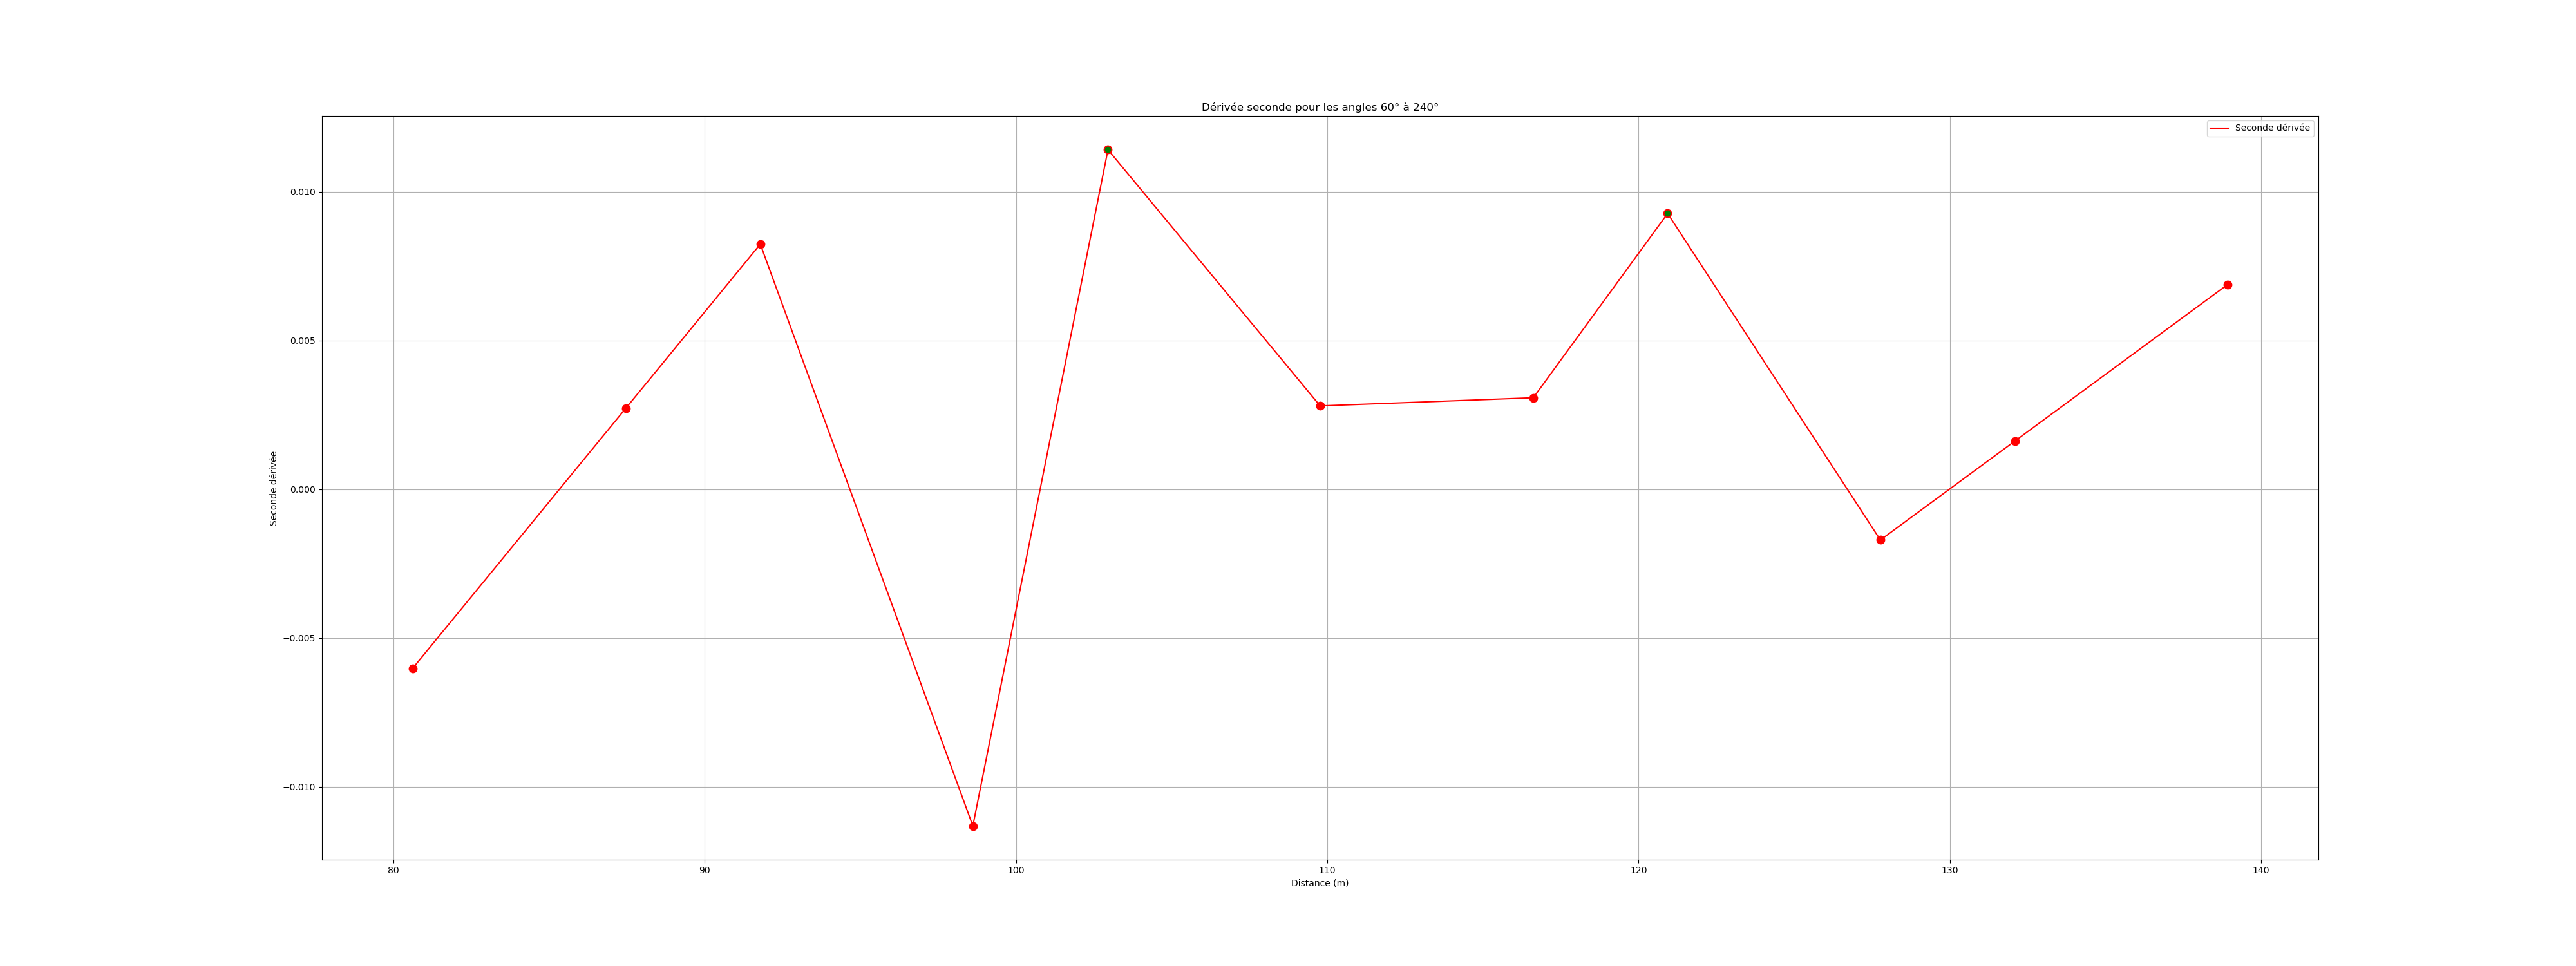 Dérivée seconde pour les angles 60° à 240°
Seconde dérivée
0.010
0.005
0.000
−0.005
−0.010
Seconde dérivée
80 90 100 110 120 130 140
Distance (m)